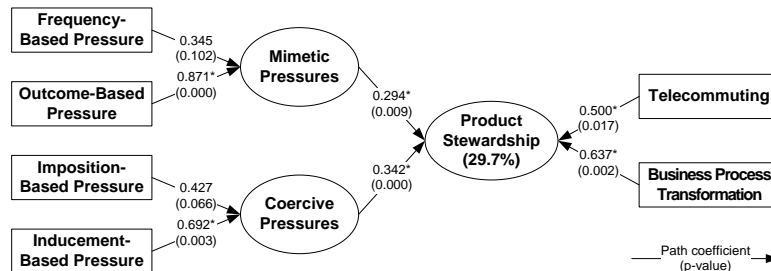 Frequency-
Based Pressure
0.345
(0.102)
Outcome-Based
Pressure
0.871*
(0.000)
Mimetic
Pressures
0.294*
(0.009)
Imposition-
Based Pressure
0.427
(0.066)
Inducement-
Based Pressure
0.692*
(0.003)
Coercive
Pressures
0.342*
(0.000)
Product
Stewardship
(29.7%)
0.500*
(0.017)
Telecommuting
0.637*
(0.002)
Business Process
Transformation
Path coefficient
(p-value)